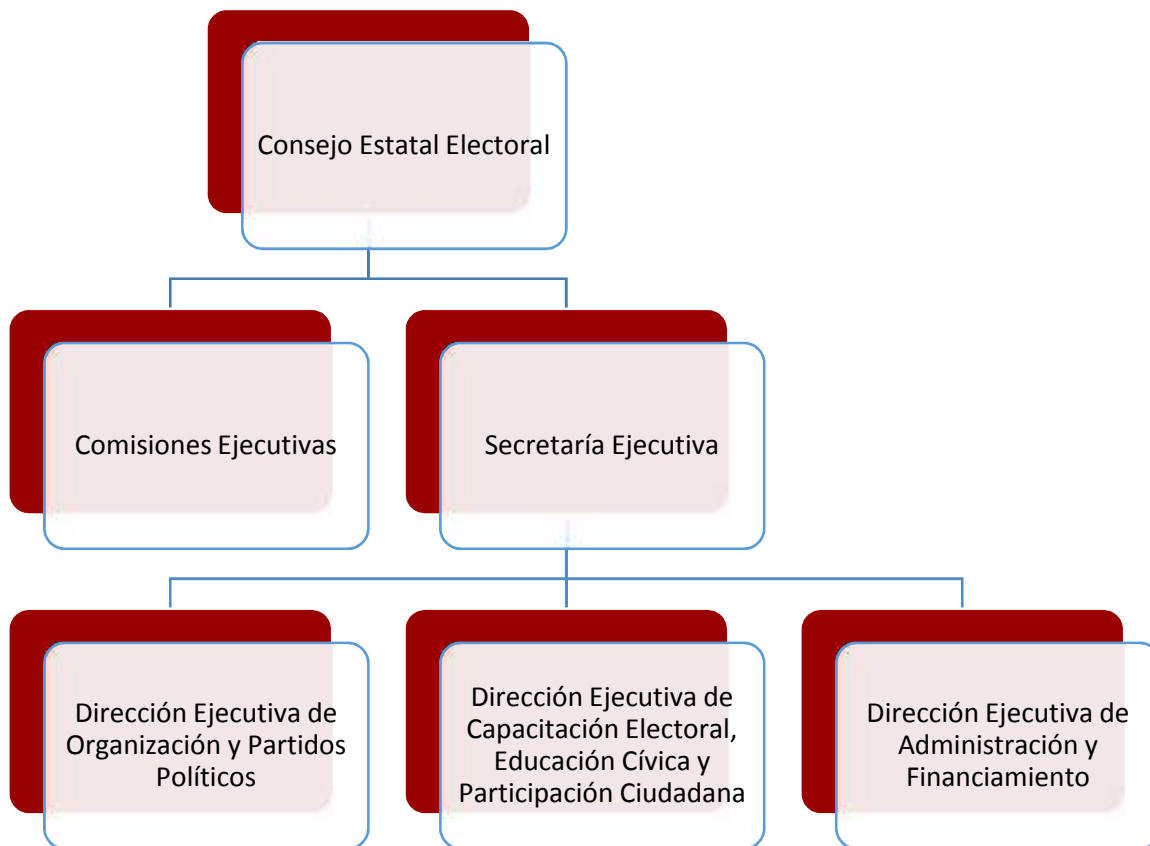 Consejo Estatal Electoral
Comisiones Ejecutivas
Secretaría Ejecutiva
Dirección Ejecutiva de
Organización y Partidos
Políticos
Dirección Ejecutiva de
Capacitación Electoral,
Educación Cívica y
Participación Ciudadana
Dirección Ejecutiva de
Administración y
Financiamiento